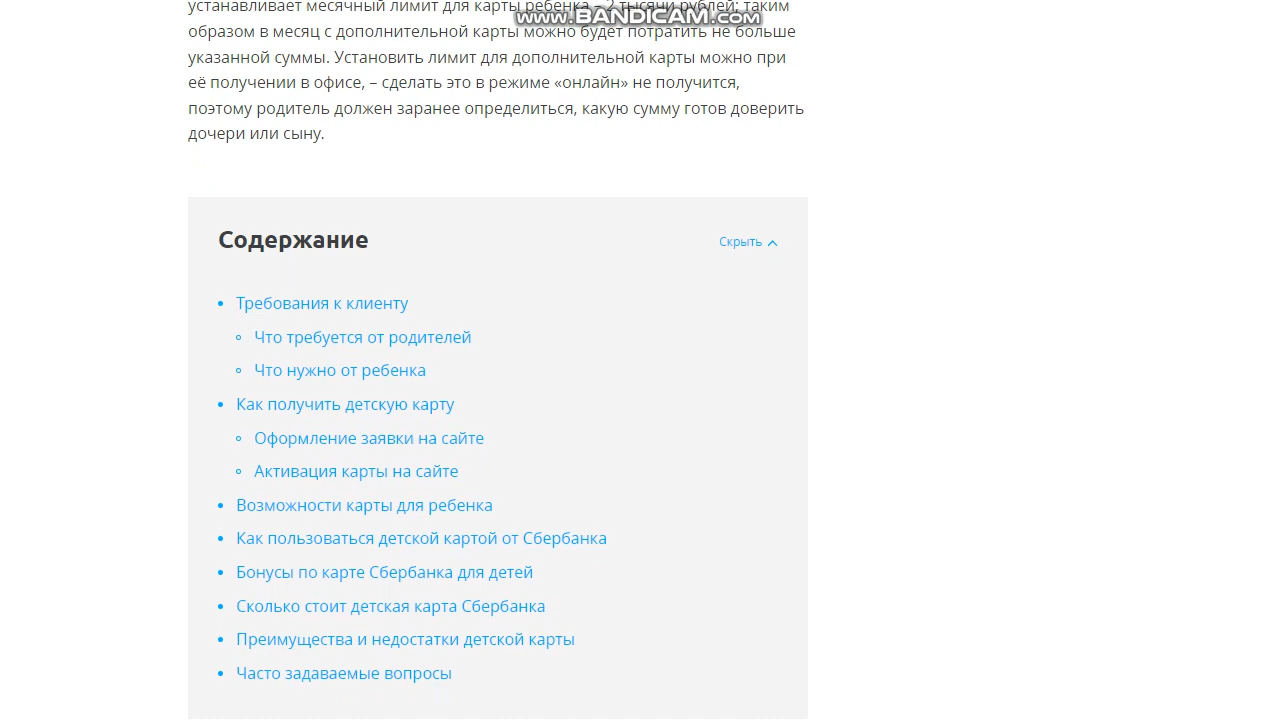 устанавливает месячный лимит для карты ребенка – 2 тысячи рублей; таким
www.BANDICAM.com
образом в месяц с дополнительной карты можно будет потратить не больше
указанной суммы. Установить лимит для дополнительной карты можно при
её получении в офисе, – сделать это в режиме «онлайн» не получится,
поэтому родитель должен заранее определиться, какую сумму готов доверить
дочери или сыну.
Содержание
Скрыть
Требования к клиенту
Что требуется от родителей
Что нужно от ребенка
Как получить детскую карту
Оформление заявки на сайте
Активация карты на сайте
Возможности карты для ребенка
Как пользоваться детской картой от Сбербанка
Бонусы по карте Сбербанка для детей
Сколько стоит детская карта Сбербанка
Преимущества и недостатки детской карты
Часто задаваемые вопросы